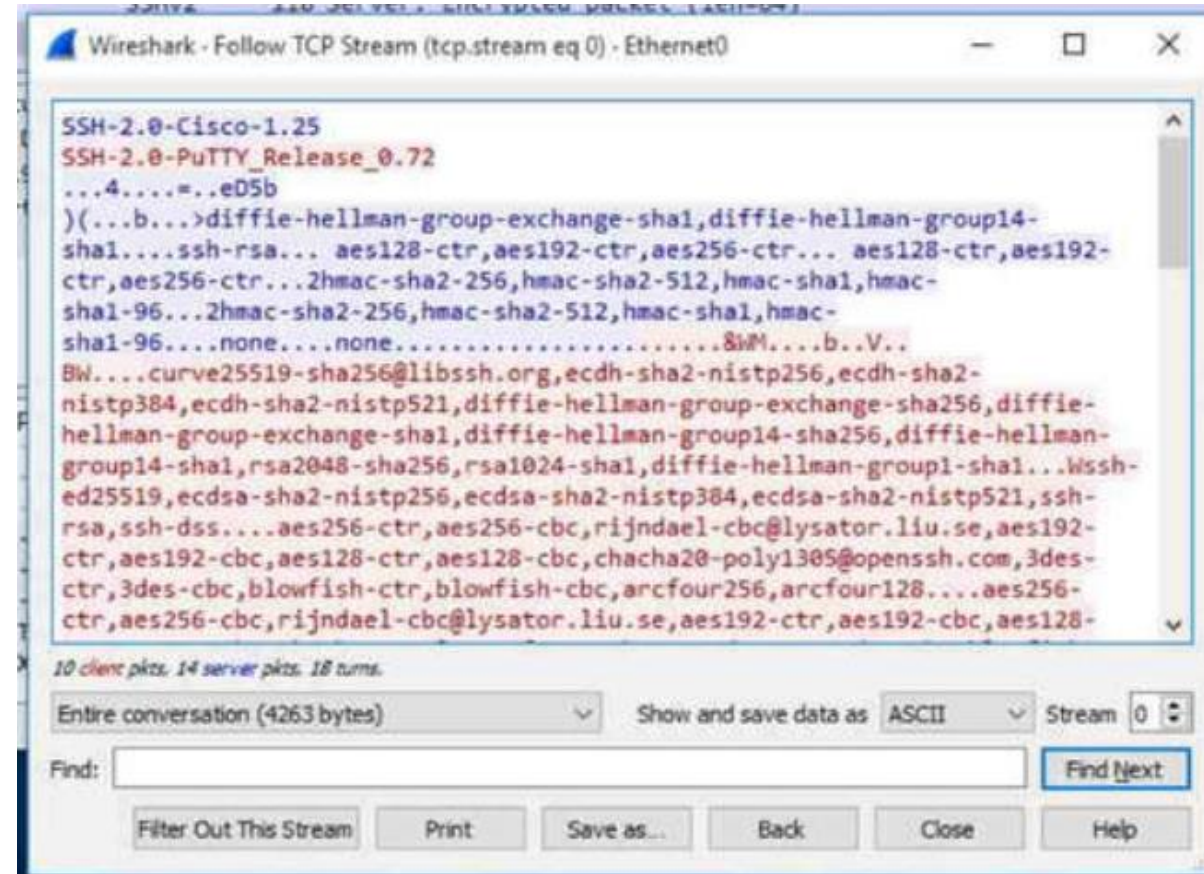 SSHv2 118 Server: Encrypted packet (len=64)
Wireshark - Follow TCP Stream (tcp.stream eq 0) - Ethernet0
SSH-2.0-Cisco-1.25
SSH-2.0-PuTTY_Release_0.72
...4....=..eD5b
)(...b...>diffie-hellman-group-exchange-sha1,diffie-hellman-group14-
sha1....ssh-rsa... aes128-ctr,aes192-ctr,aes256-ctr... aes128-ctr,aes192-
ctr,aes256-ctr...2hmac-sha2-256,hmac-sha2-512,hmac-sha1,hmac-
sha1-96...2hmac-sha2-256,hmac-sha2-512,hmac-sha1,hmac-
sha1-96....none....none......................&WM....b..V..
BW....curve25519-sha256@libssh.org,ecdh-sha2-nistp256,ecdh-sha2-
nistp384,ecdh-sha2-nistp521,diffie-hellman-group-exchange-sha256,diffie-
hellman-group-exchange-sha1,diffie-hellman-group14-sha256,diffie-hellman-
group14-sha1,rsa2048-sha256,rsa1024-sha1,diffie-hellman-group1-sha1...Wssh-
ed25519,ecdsa-sha2-nistp256,ecdsa-sha2-nistp384,ecdsa-sha2-nistp521,ssh-
rsa,ssh-dss....aes256-ctr,aes256-cbc,rijndael-cbc@lysator.liu.se,aes192-
ctr,aes192-cbc,aes128-ctr,aes128-cbc,chacha20-poly1305@openssh.com,3des-
ctr,3des-cbc,blowfish-ctr,blowfish-cbc,arcfour256,arcfour128....aes256-
ctr,aes256-cbc,rijndael-cbc@lysator.liu.se,aes192-ctr,aes192-cbc,aes128-
10 client pkts, 14 server pkts, 18 turns.
Entire conversation (4263 bytes) Show and save data as ASCII Stream 0
Find: Find Next
Filter Out This Stream Print Save as... Back Close Help